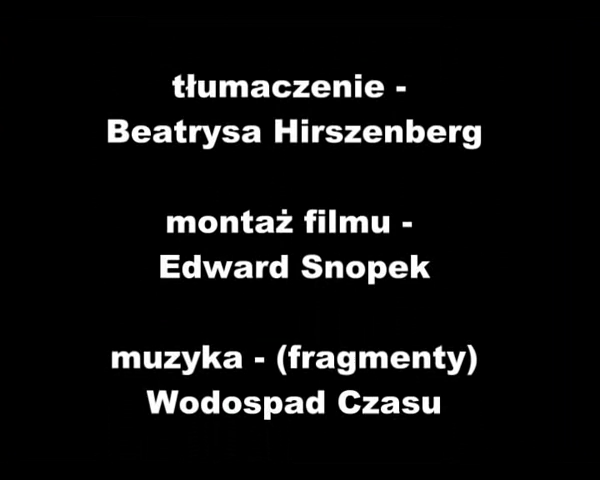 tłumaczenie -
Beatrysa Hirszenberg
montaż filmu -
Edward Snopek
muzyka - (fragmenty)
Wodospad Czasu